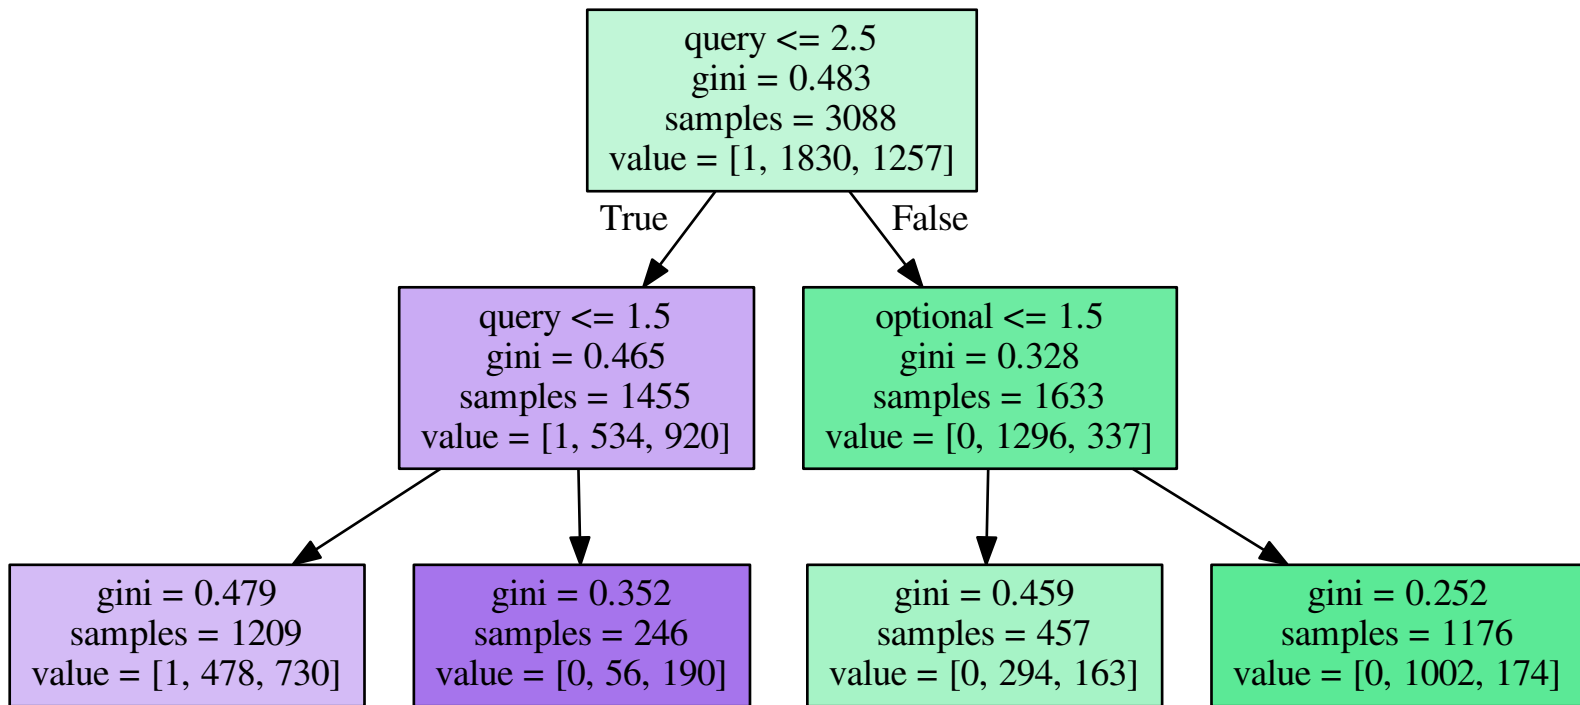 query <= 2.5
gini = 0.483
samples = 3088
value = [1, 1830, 1257]
True
False
query <= 1.5
gini = 0.465
samples = 1455
value = [1, 534, 920]
optional <= 1.5
gini = 0.328
samples = 1633
value = [0, 1296, 337]
gini = 0.479
samples = 1209
value = [1, 478, 730]
gini = 0.352
samples = 246
value = [0, 56, 190]
gini = 0.459
samples = 457
value = [0, 294, 163]
gini = 0.252
samples = 1176
value = [0, 1002, 174]